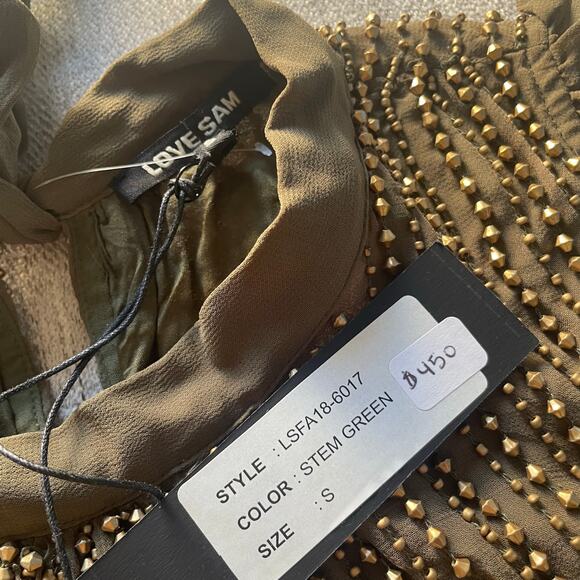 LOVE SAM
STYLE : LSFA18-6017
COLOR : STEM GREEN
SIZE : S
$450